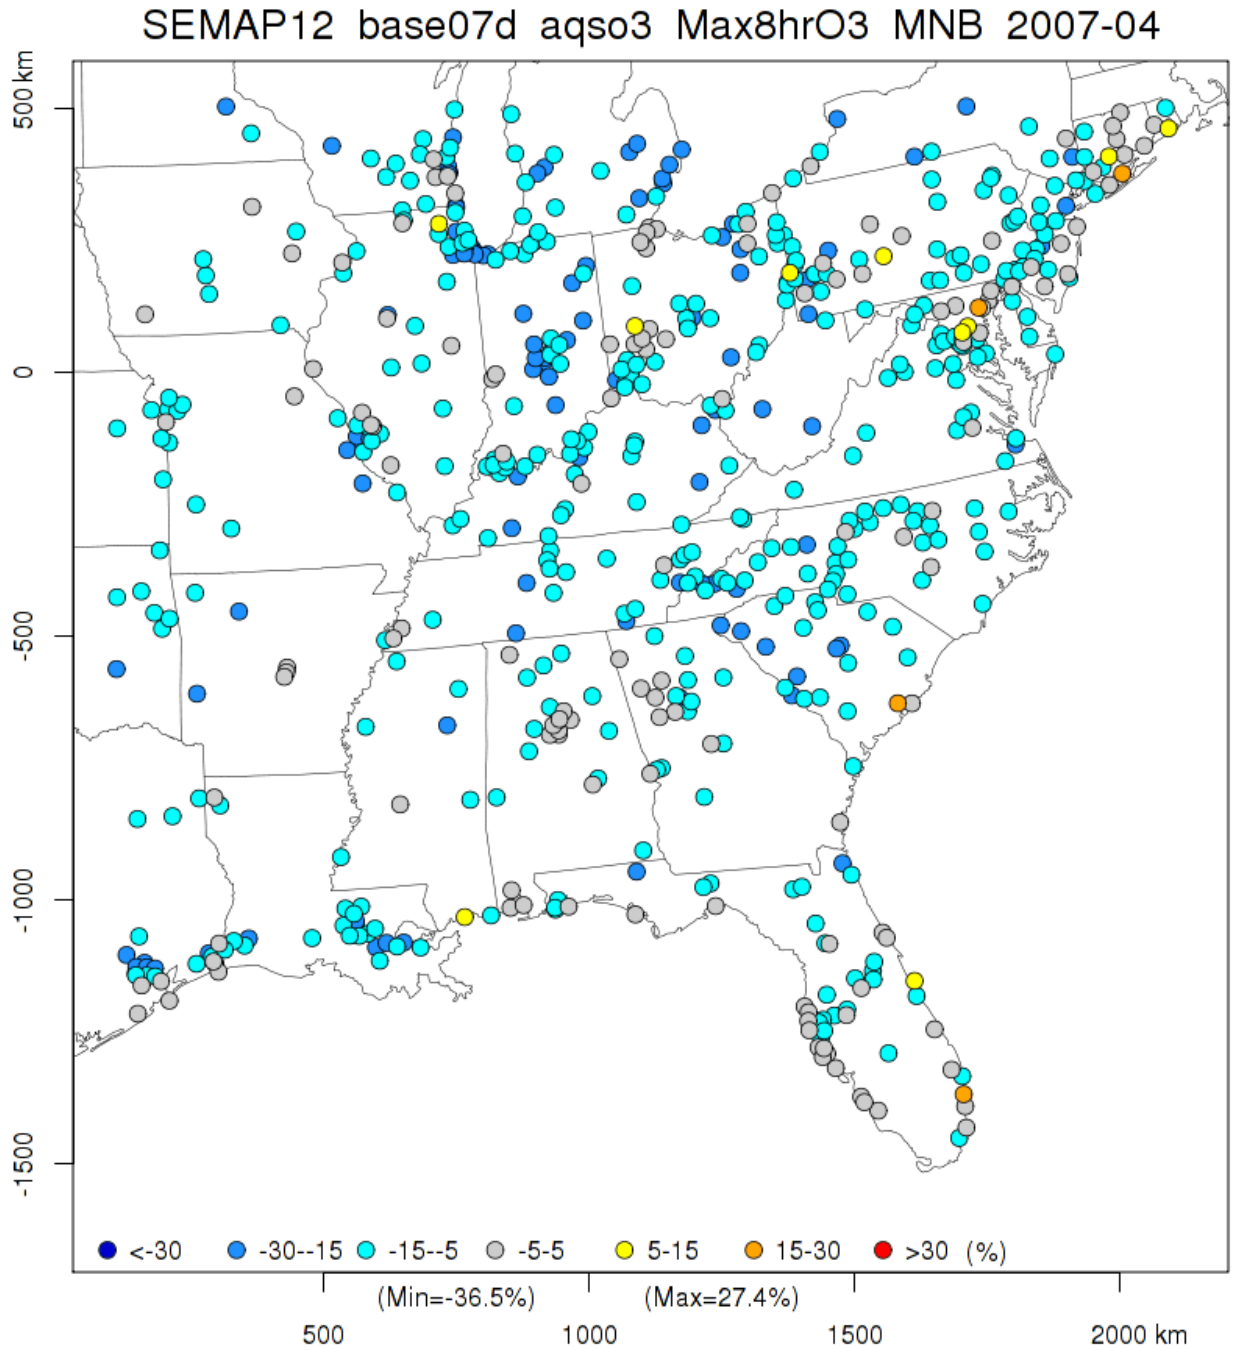 SEMAP12 base07d aqso3 Max8hrO3 MNB 2007-04
500 km
0
-500
-1000
-1500
<-30 -30--15 -15--5 -5-5 5-15 15-30 >30 (%)
(Min=-36.5%) (Max=27.4%)
500 1000 1500 2000 km